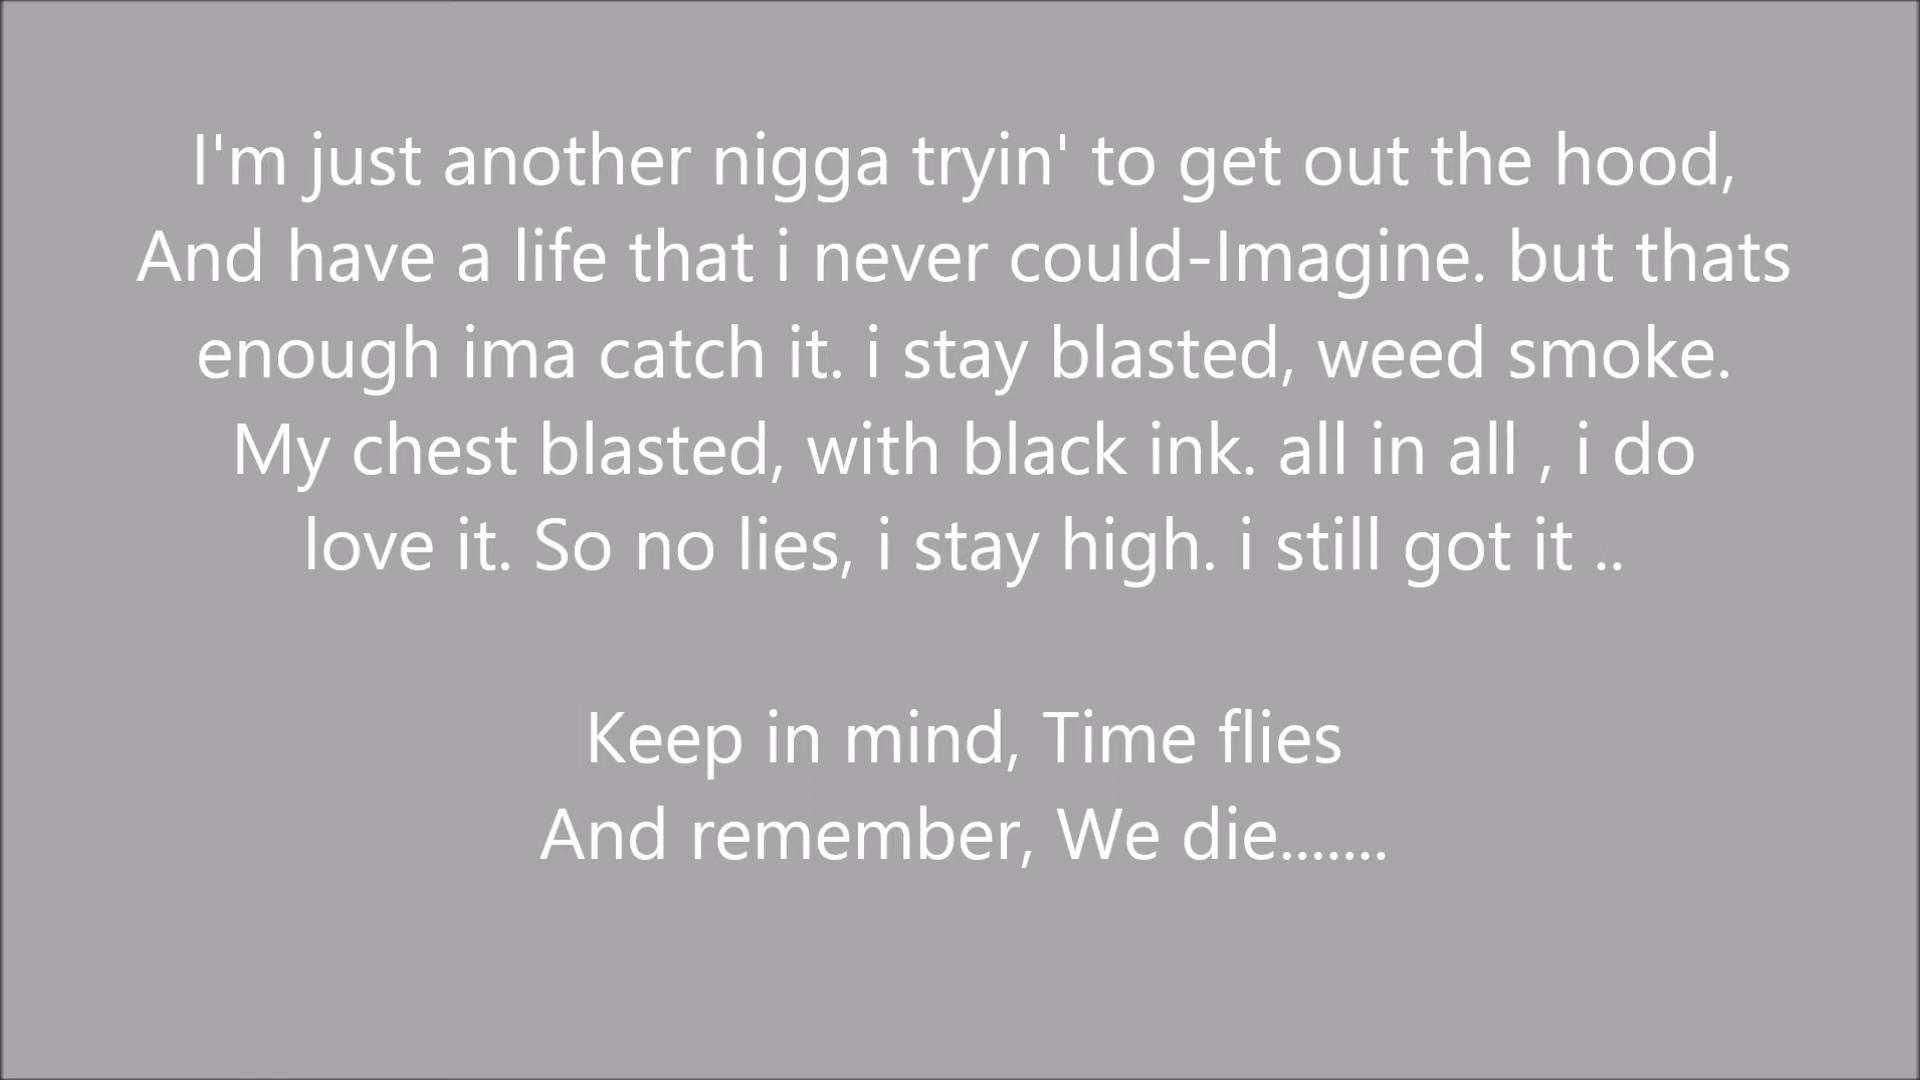 I'm just another nigga tryin' to get out the hood,
And have a life that i never could-Imagine. but thats
enough ima catch it. i stay blasted, weed smoke.
My chest blasted, with black ink. all in all , i do
love it. So no lies, i stay high. i still got it ..
Keep in mind, Time flies
And remember, We die.......